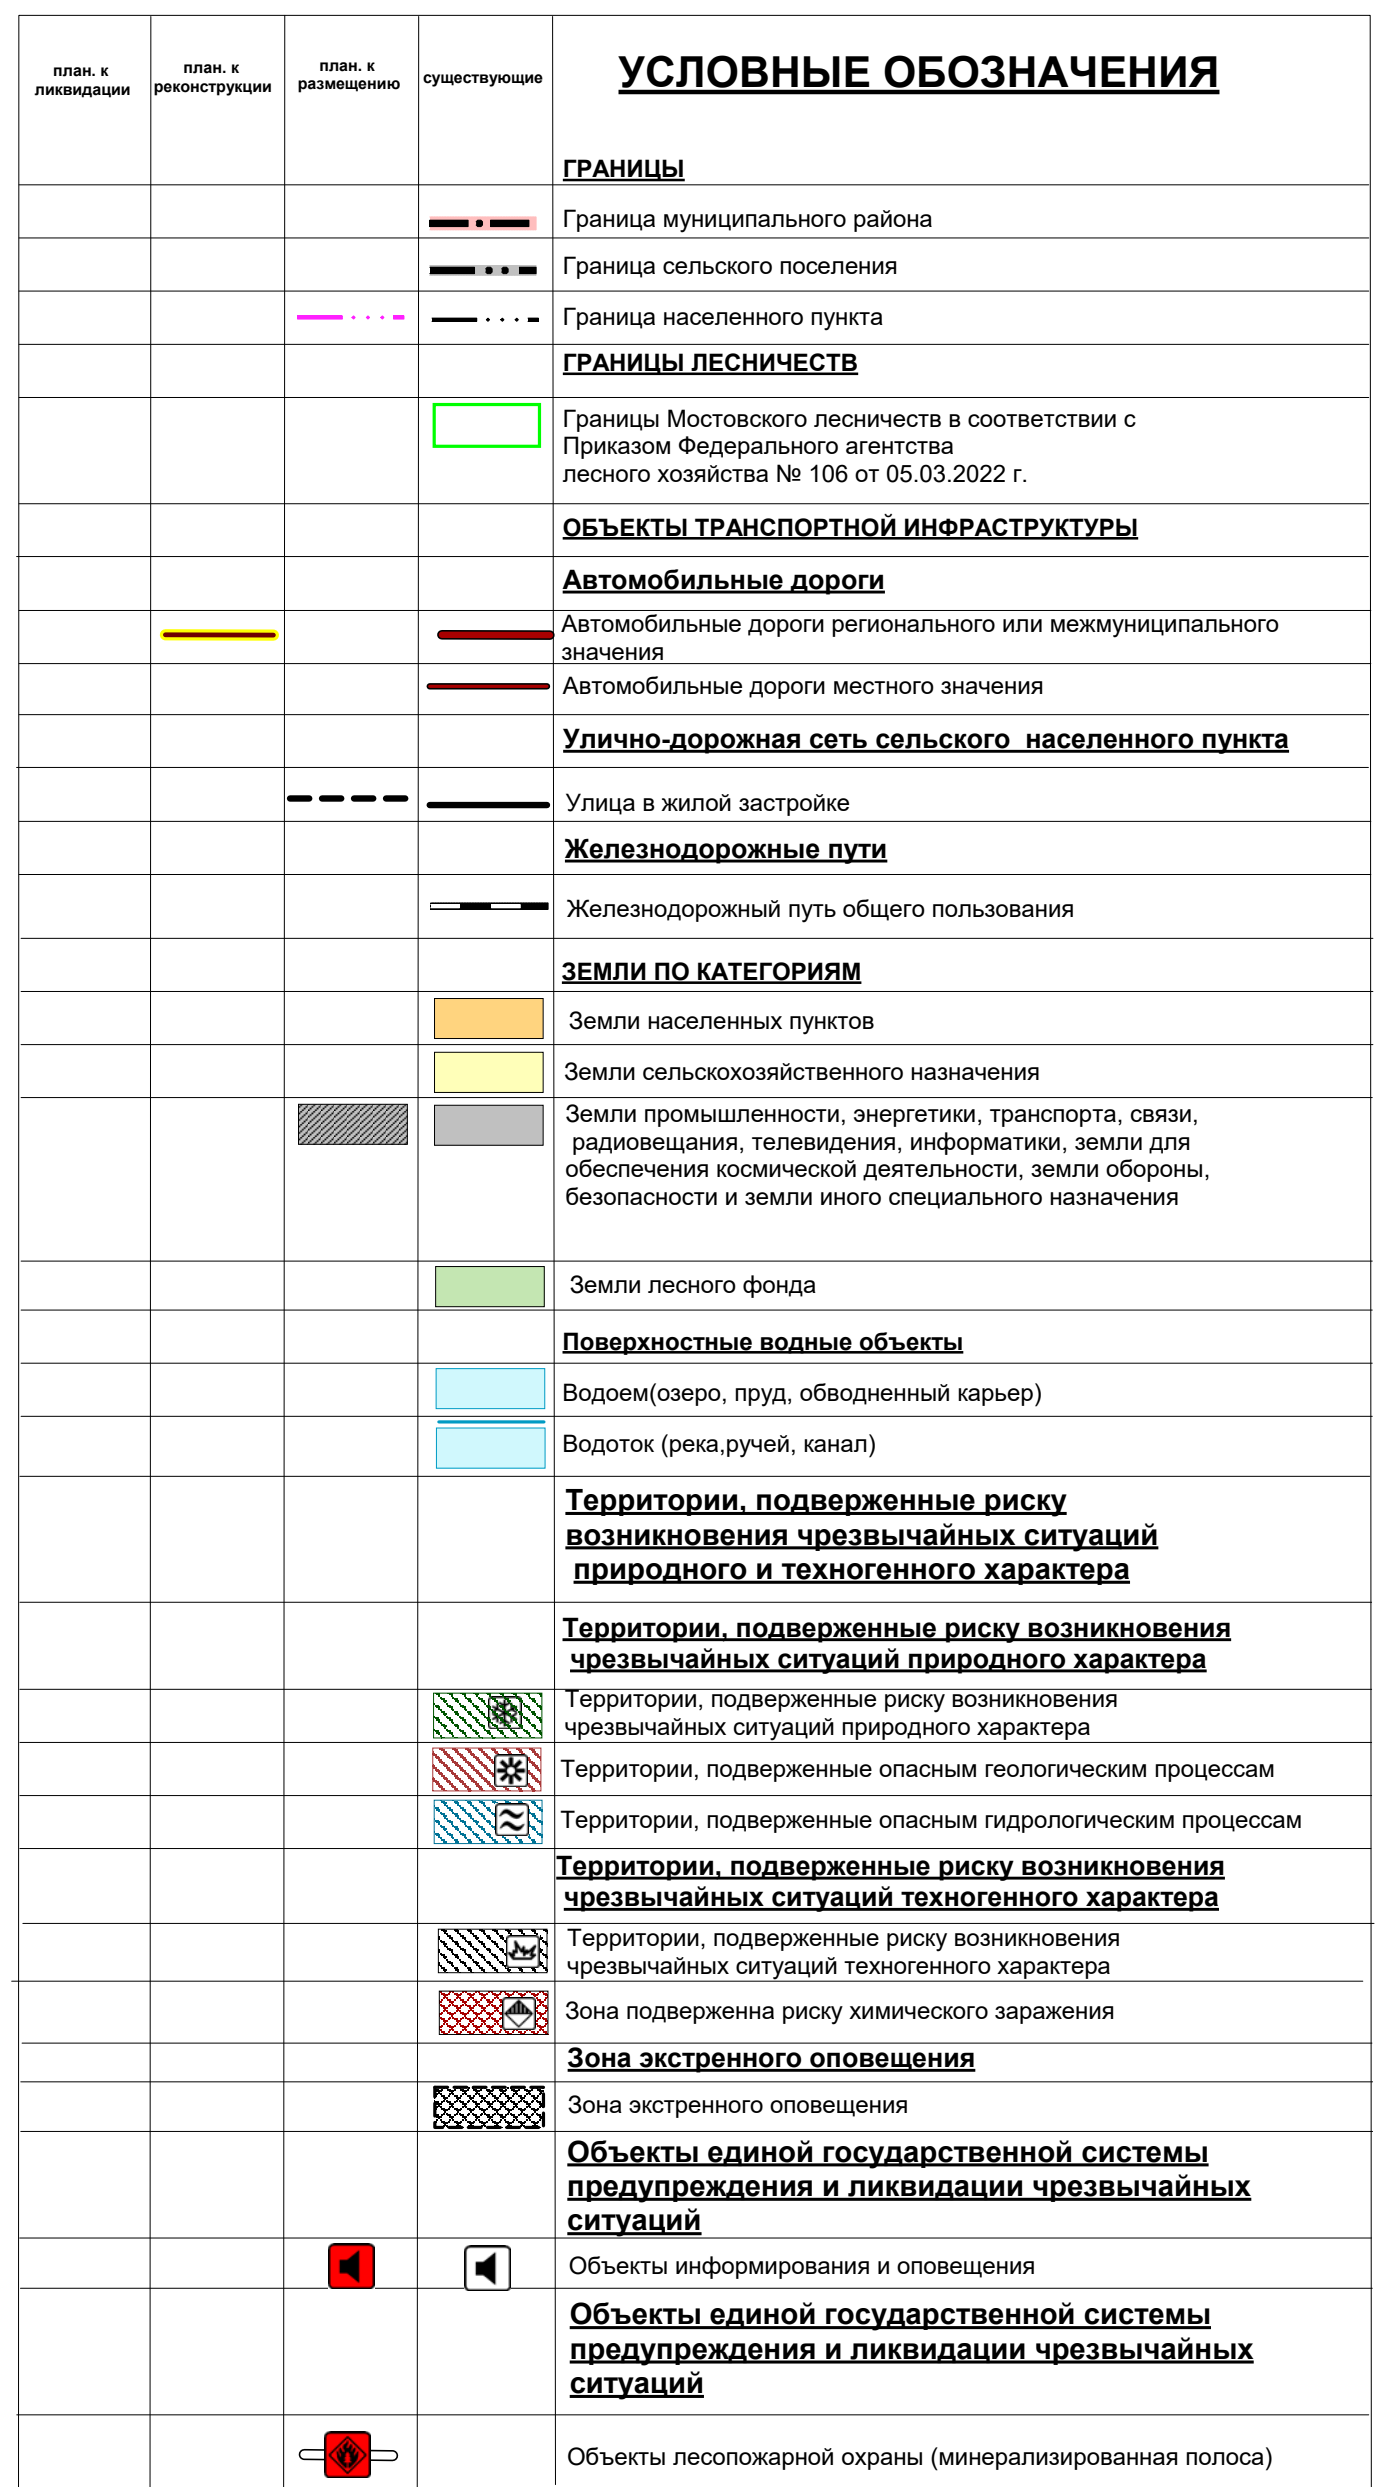 план. к
ликвидации
план. к
реконструкции
план. к
размещению
существующие
УСЛОВНЫЕ ОБОЗНАЧЕНИЯ
ГРАНИЦЫ
Граница муниципального района
Граница сельского поселения
Граница населенного пункта
ГРАНИЦЫ ЛЕСНИЧЕСТВ
Границы Мостовского лесничеств в соответствии с
Приказом Федерального агентства
лесного хозяйства № 106 от 05.03.2022 г.
ОБЪЕКТЫ ТРАНСПОРТНОЙ ИНФРАСТРУКТУРЫ
Автомобильные дороги
Автомобильные дороги регионального или межмуниципального
значения
Автомобильные дороги местного значения
Улично-дорожная сеть сельского населенного пункта
Улица в жилой застройке
Железнодорожные пути
Железнодорожный путь общего пользования
ЗЕМЛИ ПО КАТЕГОРИЯМ
Земли населенных пунктов
Земли сельскохозяйственного назначения
Земли промышленности, энергетики, транспорта, связи,
радиовещания, телевидения, информатики, земли для
обеспечения космической деятельности, земли обороны,
безопасности и земли иного специального назначения
Земли лесного фонда
Поверхностные водные объекты
Водоем(озеро, пруд, обводненный карьер)
Водоток (река,ручей, канал)
Территории, подверженные риску
возникновения чрезвычайных ситуаций
природного и техногенного характера
Территории, подверженные риску возникновения
чрезвычайных ситуаций природного характера
Территории, подверженные риску возникновения
чрезвычайных ситуаций природного характера
Территории, подверженные опасным геологическим процессам
Территории, подверженные опасным гидрологическим процессам
Территории, подверженные риску возникновения
чрезвычайных ситуаций техногенного характера
Территории, подверженные риску возникновения
чрезвычайных ситуаций техногенного характера
Зона подверженна риску химического заражения
Зона экстренного оповещения
Зона экстренного оповещения
Объекты единой государственной системы
предупреждения и ликвидации чрезвычайных
ситуаций
Объекты информирования и оповещения
Объекты единой государственной системы
предупреждения и ликвидации чрезвычайных
ситуаций
Объекты лесопожарной охраны (минерализированная полоса)